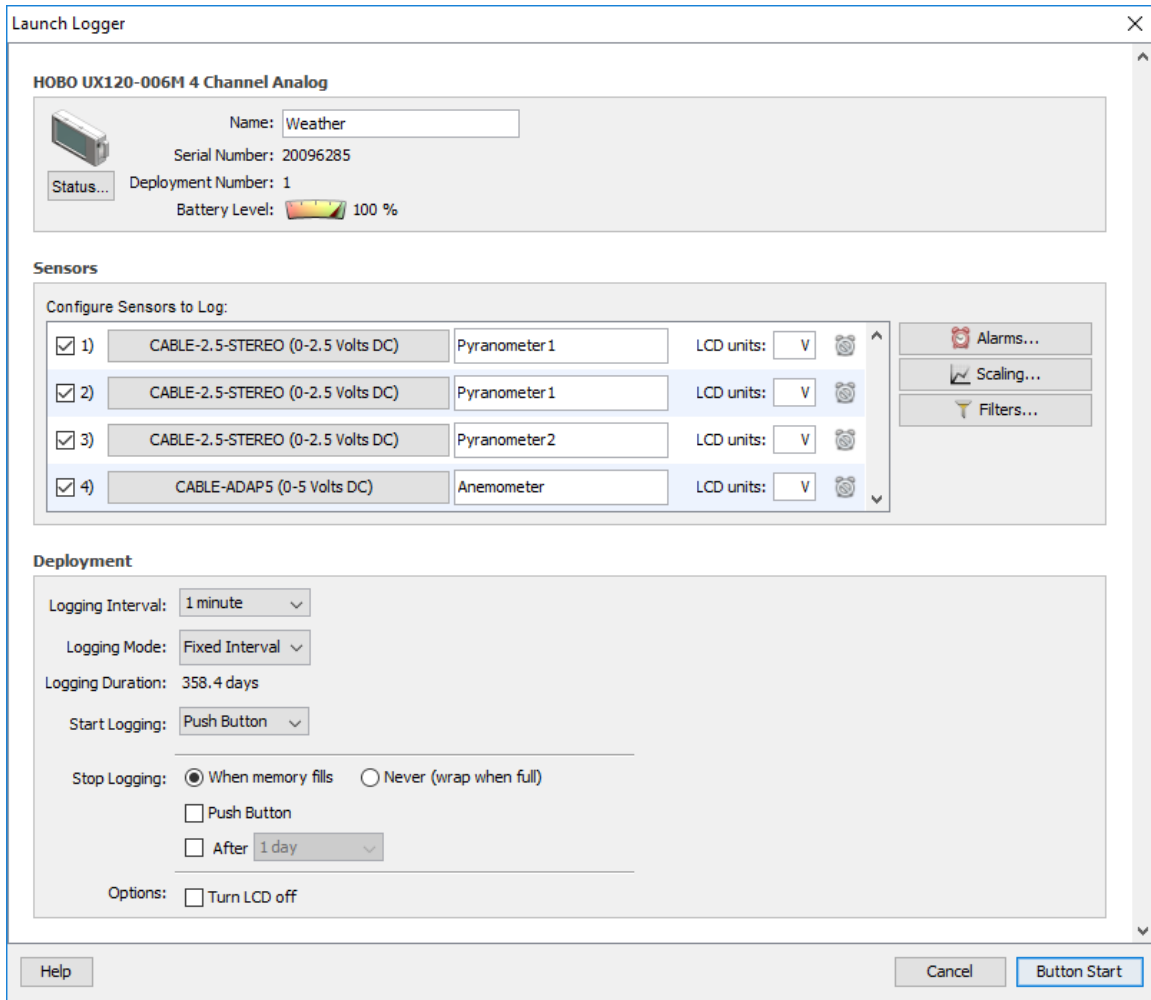 Launch Logger
HOBO UX120-006M 4 Channel Analog
Name: Weather
Serial Number: 20096285
Status...
Deployment Number: 1
Battery Level: 100 %
Sensors
Configure Sensors to Log:
1) CABLE-2.5-STEREO (0-2.5 Volts DC) Pyranometer1 LCD units: V
2) CABLE-2.5-STEREO (0-2.5 Volts DC) Pyranometer1 LCD units: V
3) CABLE-2.5-STEREO (0-2.5 Volts DC) Pyranometer2 LCD units: V
4) CABLE-ADAP5 (0-5 Volts DC) Anemometer LCD units: V
Alarms...
Scaling...
Filters...
Deployment
Logging Interval: 1 minute
Logging Mode: Fixed Interval
Logging Duration: 358.4 days
Start Logging: Push Button
Stop Logging: When memory fills Never (wrap when full)
Push Button
After 1 day
Options: Turn LCD off
Help Cancel Button Start